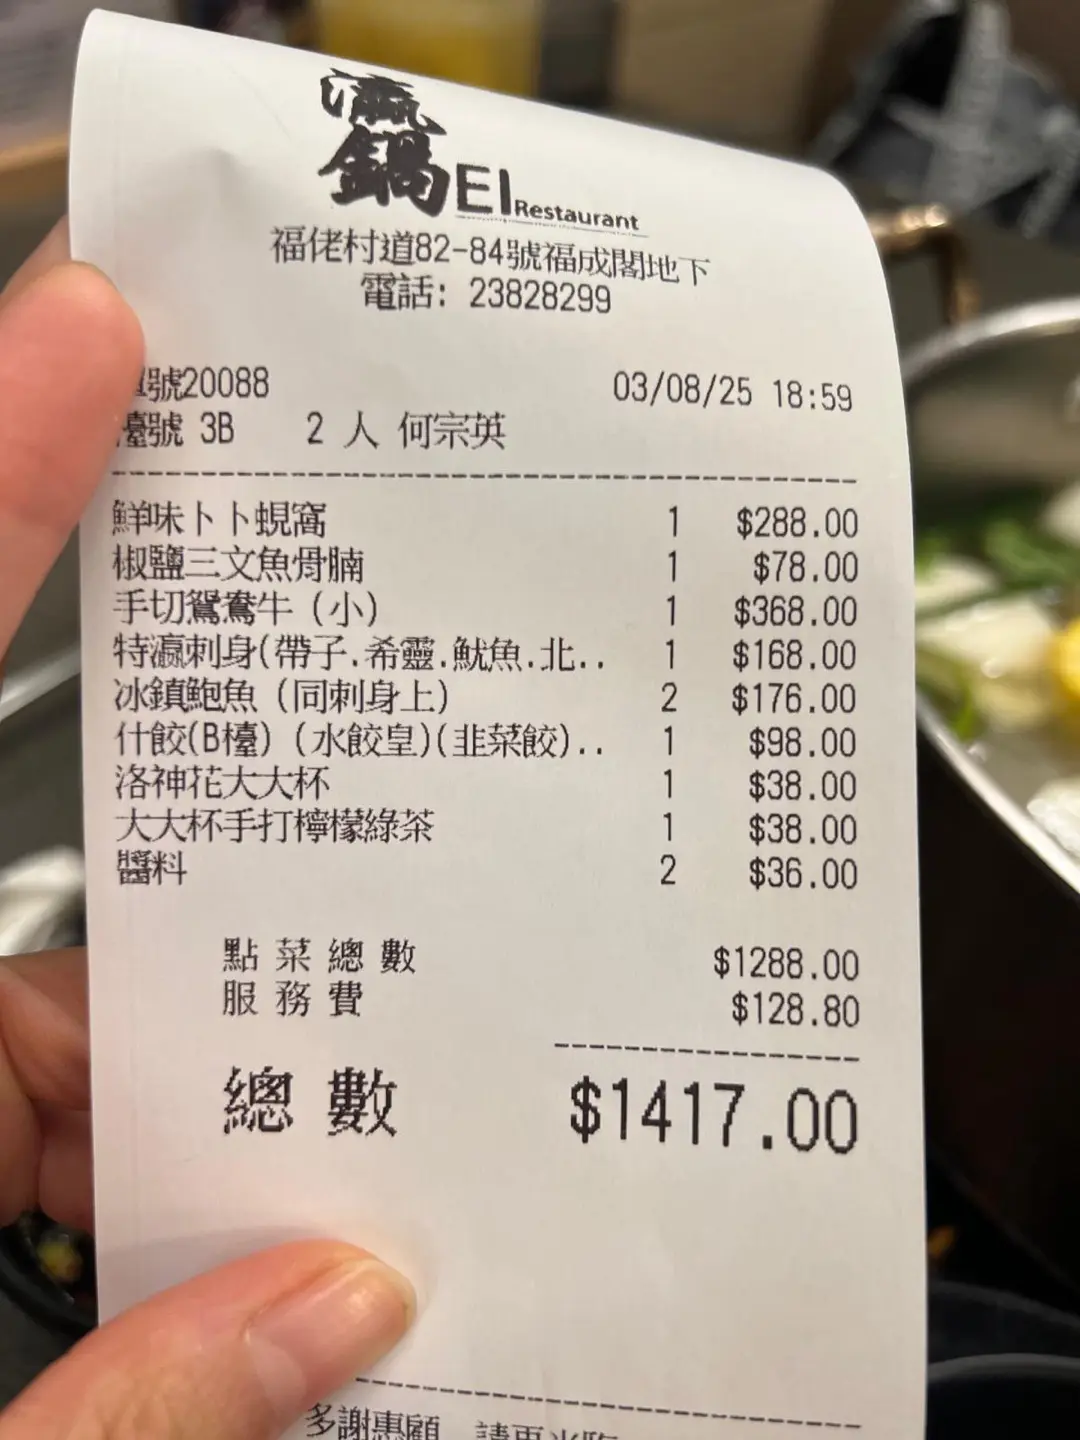 瀛
鍋 EI Restaurant
福佬村道82-84號福成閣地下
電話: 23828299
號20088 03/08/25 18:59
檯號 3B 2 人 何宗英
鮮味卜卜蜆窩 1 $288.00
椒鹽三文魚骨腩 1 $78.00
手切鴛鴦牛 (小) 1 $368.00
特瀛刺身(帶子.希靈.魷魚.北.. 1 $168.00
冰鎮鮑魚 (同刺身上) 2 $176.00
什餃(B檯) (水餃皇)(韭菜餃).. 1 $98.00
洛神花大大杯 1 $38.00
大大杯手打檸檬綠茶 1 $38.00
醬料 2 $36.00
點菜總數 $1288.00
服務費 $128.80
總數 $1417.00
多謝惠顧 請再光臨